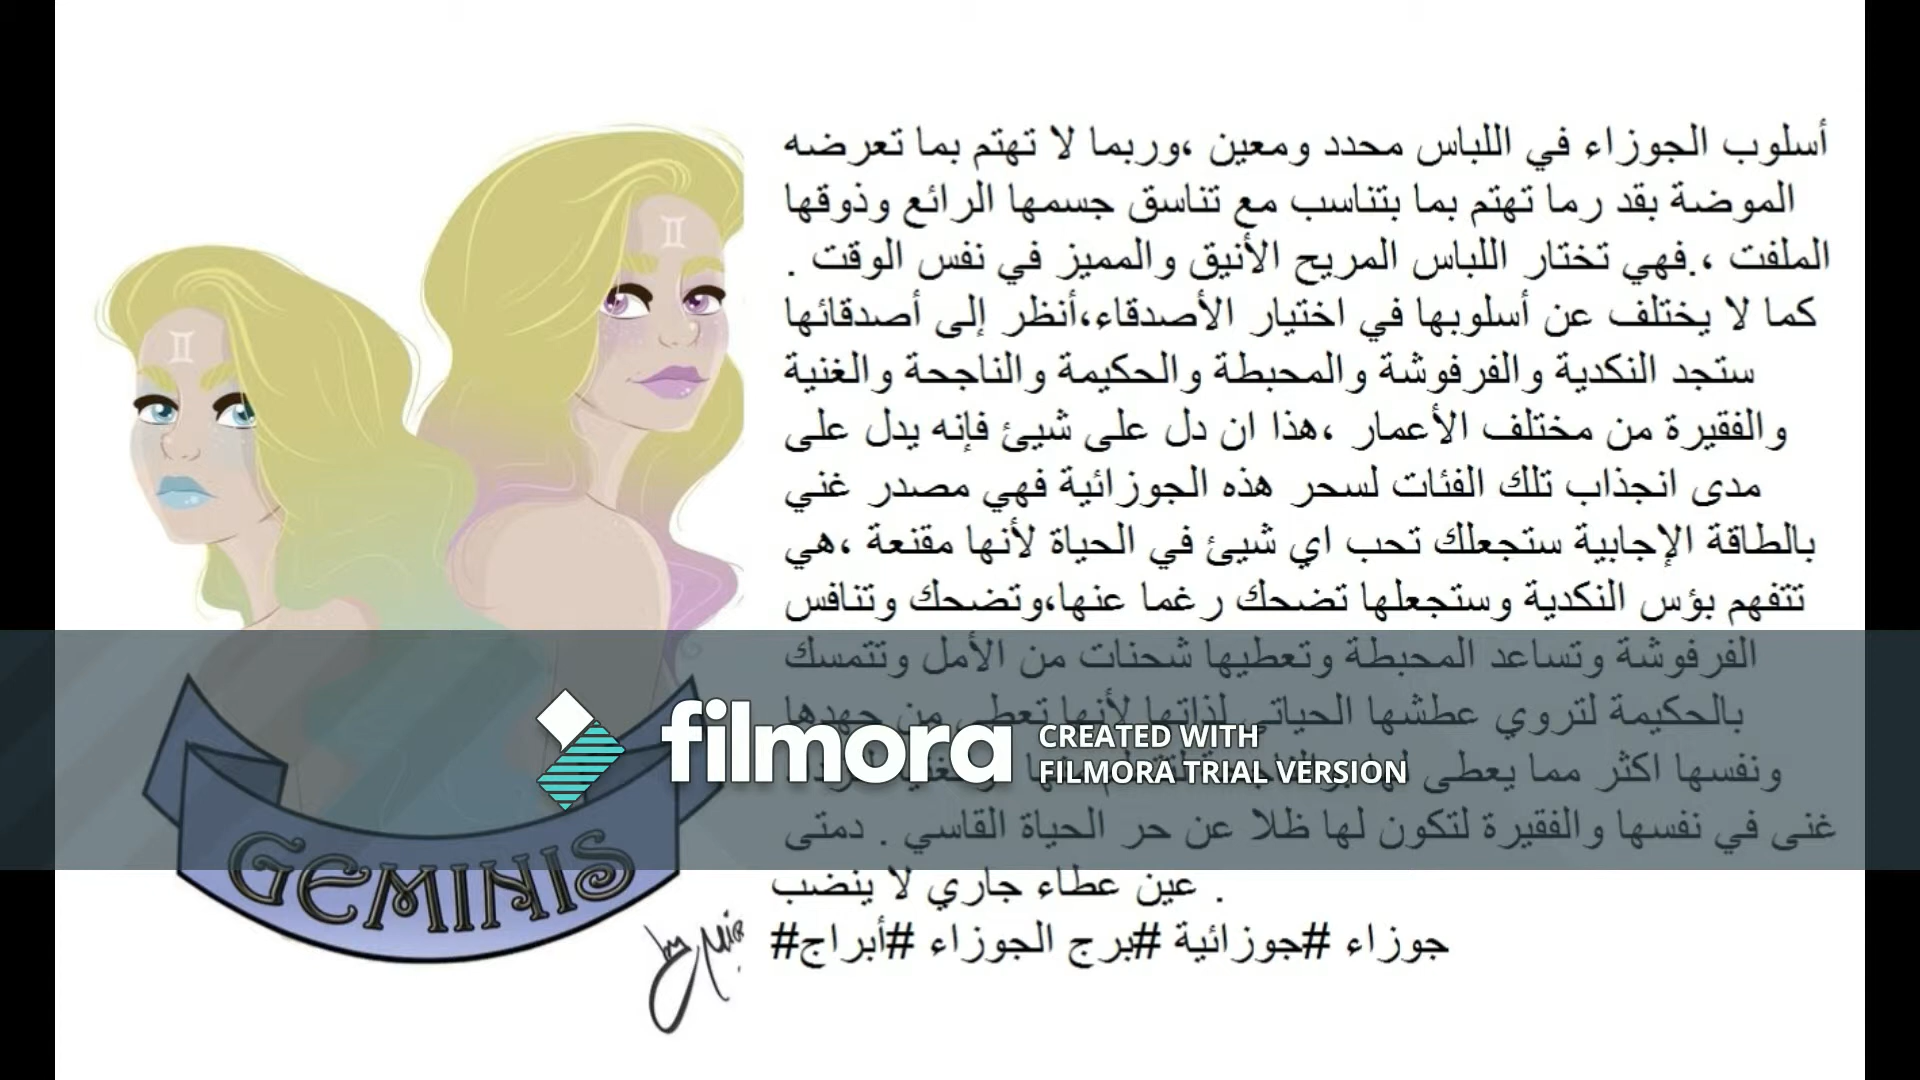 أسلوب الجوزاء في اللباس محدد ومعين ،وربما لا تهتم بما تعرضه
الموضة بقد رما تهتم بما بتناسب مع تناسق جسمها الرائع وذوقها
الملفت ،.فهي تختار اللباس المريح الأنيق والمميز في نفس الوقت .
كما لا يختلف عن أسلوبها في اختيار الأصدقاء،أنظر إلى أصدقائها
ستجد النكدية والفرفوشة والمحبطة والحكيمة والناجحة والغنية
والفقيرة من مختلف الأعمار ،هذا ان دل على شيئ فإنه يدل على
مدى انجذاب تلك الفئات لسحر هذه الجوزائية فهي مصدر غني
بالطاقة الإجابية ستجعلك تحب اي شيئ في الحياة لأنها مقنعة ،هي
تتفهم بؤس النكدية وستجعلها تضحك رغما عنها،وتضحك وتنافس
الفرفوشة وتساعد المحبطة وتعطيها شحنات من الأمل وتتمسك
بالحكيمة لتروي عطشها الحياتي لذاتها لأنها تعطي من جهدها
ونفسها اكثر مما يعطى لها
غنى في نفسها والفقيرة لتكون لها ظلا عن حر الحياة القاسي . دمتى
عين عطاء جاري لا ينضب .
#جوزاء #جوزائية #برج الجوزاء #أبراج
GEMINIS
by
filmora
CREATED WITH
FILMORA TRIAL VERSION